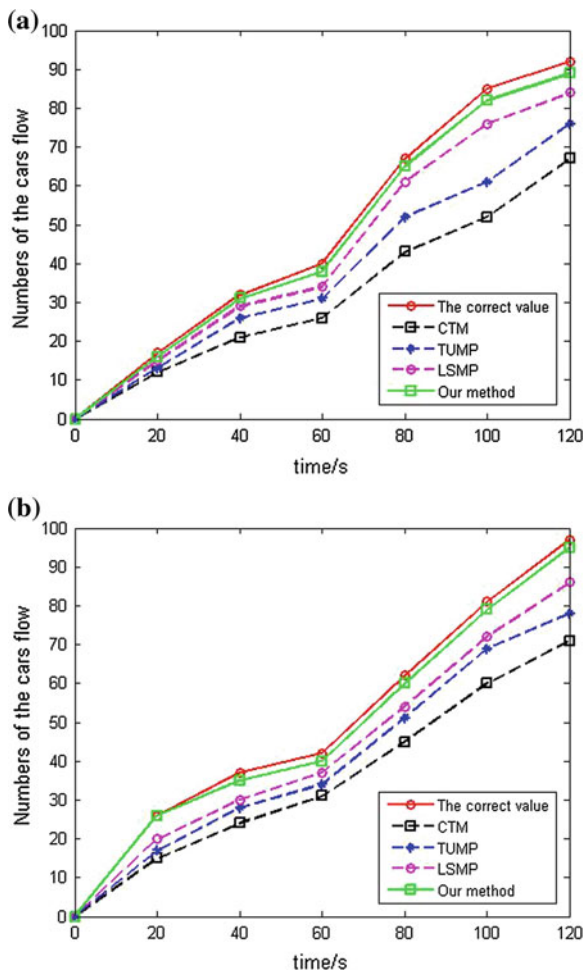 (a)
100
90
80
70
60
50
40
30
20
10
0
Numbers of the cars flow
The correct value
CTM
TUMP
LSMP
Our method
0 20 40 60 80 100 120
time/s
(b)
100
90
80
70
60
50
40
30
20
10
0
Numbers of the cars flow
The correct value
CTM
TUMP
LSMP
Our method
0 20 40 60 80 100 120
time/s